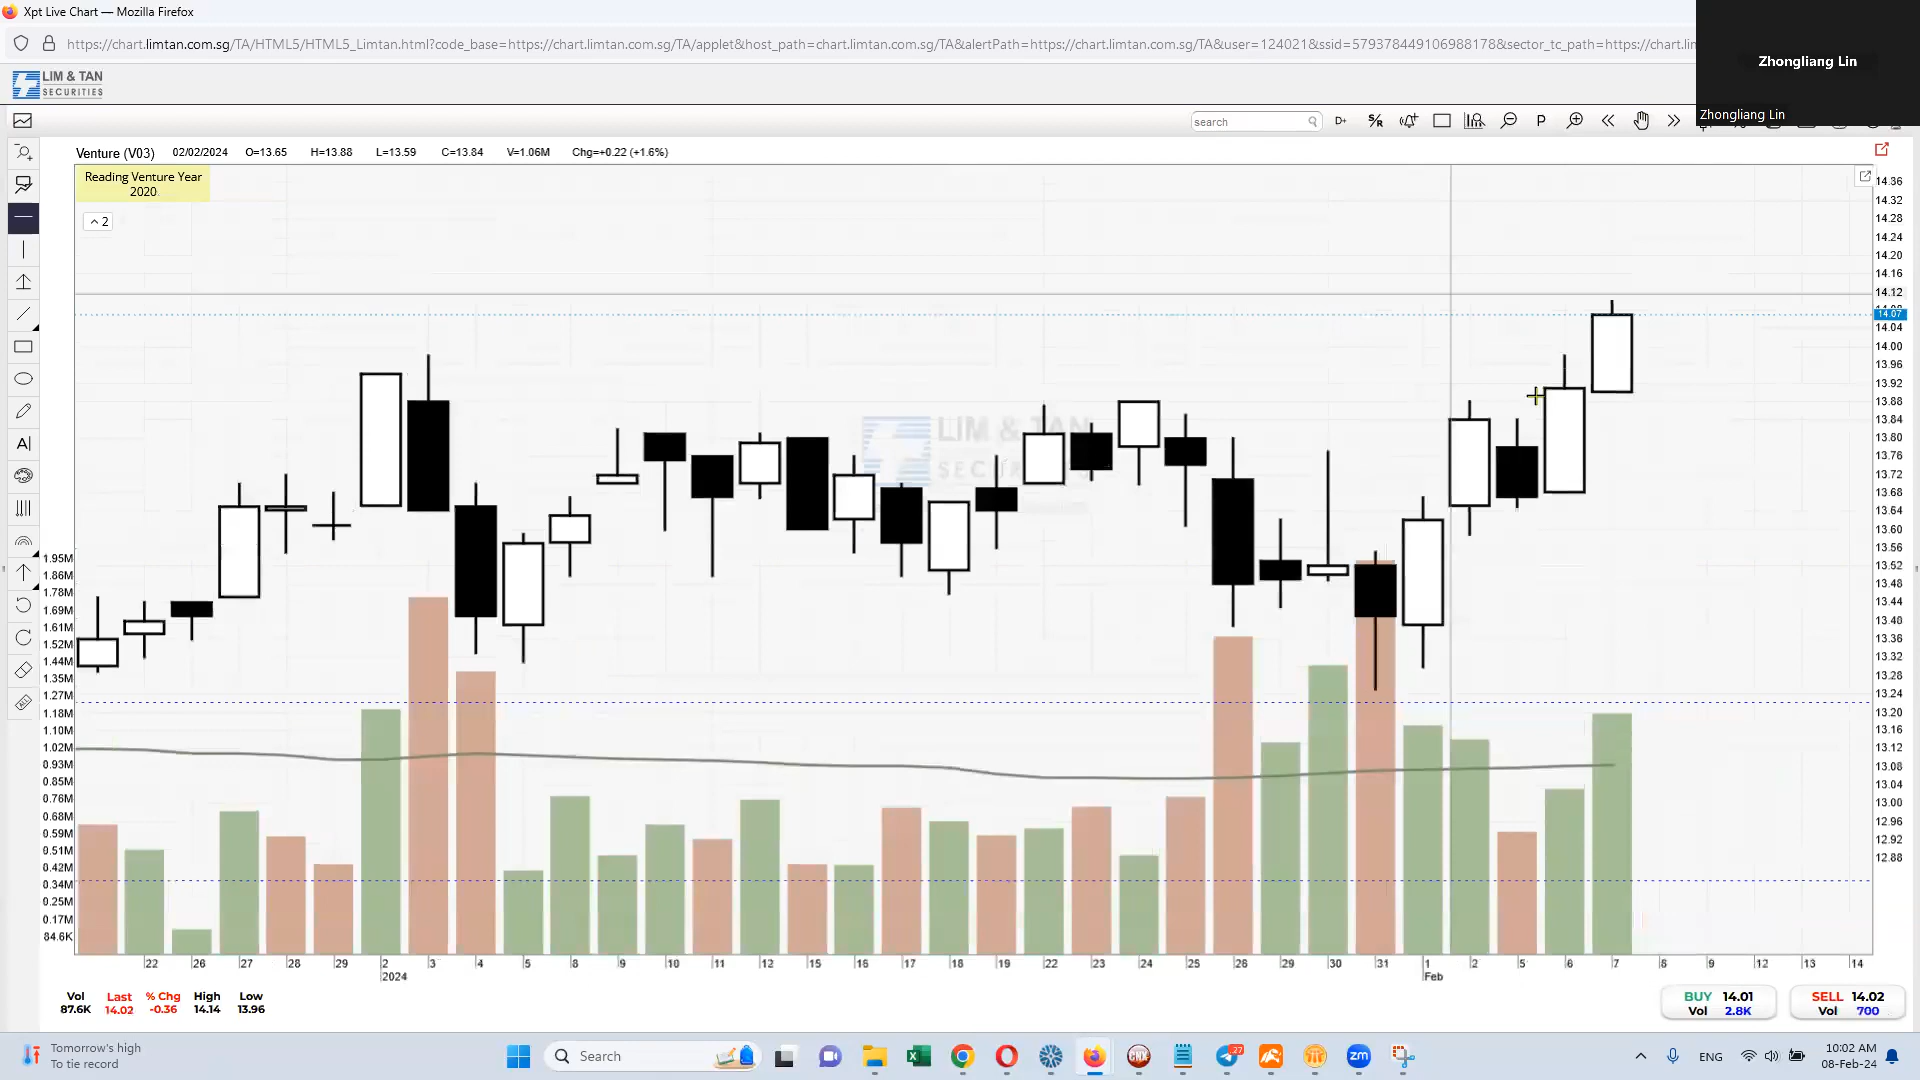 Xpt Live Chart — Mozilla Firefox
https://chart.limtan.com.sg/TA/HTML5/HTML5_Limtan.html?code_base=https://chart.limtan.com.sg/TA/applet&host_path=chart.limtan.com.sg/TA&alertPath=https://chart.limtan.com.sg/TA&user=124021&ssid=579378449106988178&sector_tc_path=https://chart.lim
Zhongliang Lin
Zhongliang Lin
LIM & TAN
SECURITIES
search
D+
S/R
P
Venture (V03) 02/02/2024 O=13.65 H=13.88 L=13.59 C=13.84 V=1.06M Chg=+0.22 (+1.6%)
Reading Venture Year
2020
2
A|
LIM & TAN
14.36
14.32
14.28
14.24
14.20
14.16
14.12
14.07
14.04
14.00
13.96
13.92
13.88
13.84
13.80
13.76
13.72
13.68
13.64
13.60
13.56
13.52
13.48
13.44
13.40
13.36
13.32
13.28
13.24
13.20
13.16
13.12
13.08
13.04
13.00
12.96
12.92
12.88
1.95M
1.86M
1.78M
1.69M
1.61M
1.52M
1.44M
1.35M
1.27M
1.18M
1.10M
1.02M
0.93M
0.85M
0.76M
0.68M
0.59M
0.51M
0.42M
0.34M
0.25M
0.17M
84.6K
22 26 27 28 29 2 3 4 5 8 9 10 11 12 15 16 17 18 19 22 23 24 25 26 29 30 31 1 2 5 6 7 8 9 12 13 14
2024 Feb
Vol Last % Chg High Low
87.6K 14.02 -0.36 14.14 13.96
BUY 14.01
Vol 2.8K
SELL 14.02
Vol 700
Tomorrow's high
To tie record
Search
CNX
27
zm
ENG
10:02 AM
08-Feb-24